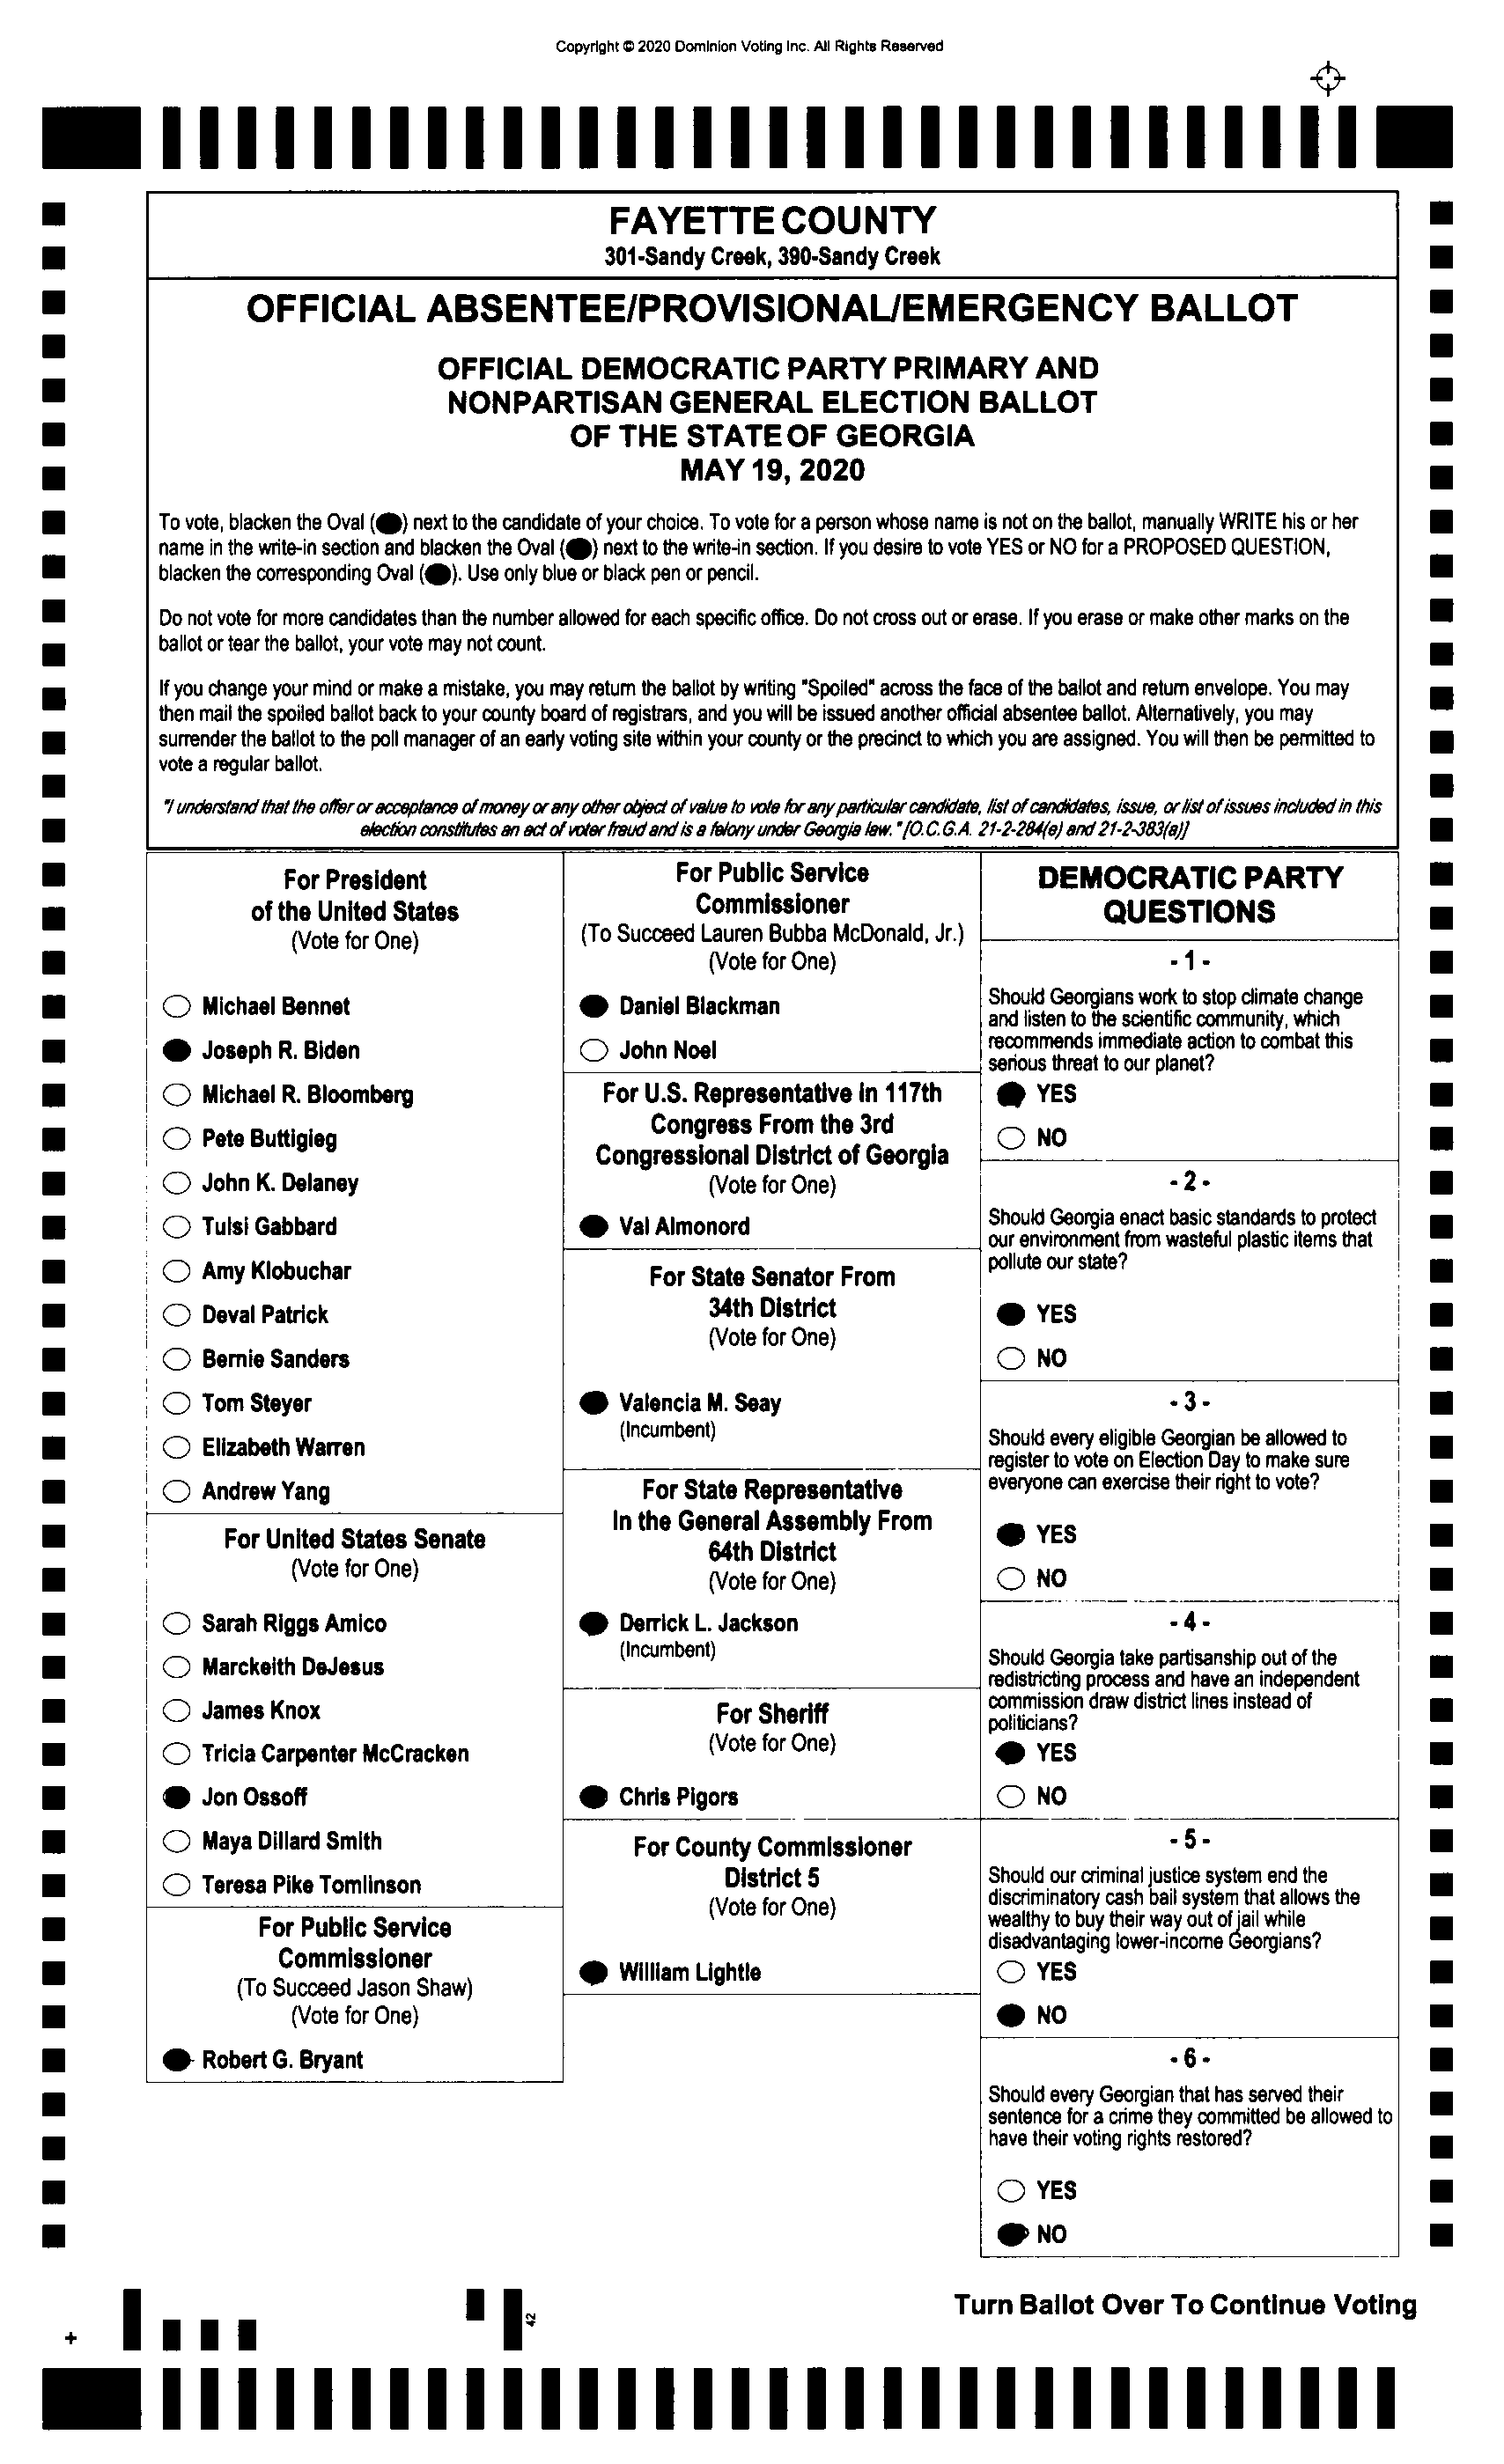 Copyright © 2020 Dominion Voting Inc. All Rights Reserved
FAYETTE COUNTY
301-Sandy Creek, 390-Sandy Creek
OFFICIAL ABSENTEE/PROVISIONAL/EMERGENCY BALLOT
OFFICIAL DEMOCRATIC PARTY PRIMARY AND
NONPARTISAN GENERAL ELECTION BALLOT
OF THE STATE OF GEORGIA
MAY 19, 2020
To vote, blacken the Oval ( ) next to the candidate of your choice. To vote for a person whose name is not on the ballot, manually WRITE his or her
name in the write-in section and blacken the Oval ( ) next to the write-in section. If you desire to vote YES or NO for a PROPOSED QUESTION,
blacken the corresponding Oval ( ). Use only blue or black pen or pencil.
Do not vote for more candidates than the number allowed for each specific office. Do not cross out or erase. If you erase or make other marks on the
ballot or tear the ballot, your vote may not count.
If you change your mind or make a mistake, you may return the ballot by writing "Spoiled" across the face of the ballot and return envelope. You may
then mail the spoiled ballot back to your county board of registrars, and you will be issued another official absentee ballot. Alternatively, you may
surrender the ballot to the poll manager of an early voting site within your county or the precinct to which you are assigned. You will then be permitted to
vote a regular ballot.
"I understand that the offer or acceptance of money or any other object of value to vote for any particular candidate, list of candidates, issue, or list of issues included in this
election constitutes an act of voter fraud and is a felony under Georgia law." [O.C.G.A. 21-2-284(e) and 21-2-383(a)]
For President
of the United States
(Vote for One)
Michael Bennet
Joseph R. Biden
Michael R. Bloomberg
Pete Buttigieg
John K. Delaney
Tulsi Gabbard
Amy Klobuchar
Deval Patrick
Bernie Sanders
Tom Steyer
Elizabeth Warren
Andrew Yang
For United States Senate
(Vote for One)
Sarah Riggs Amico
Marckeith DeJesus
James Knox
Tricia Carpenter McCracken
Jon Ossoff
Maya Dillard Smith
Teresa Pike Tomlinson
For Public Service
Commissioner
(To Succeed Jason Shaw)
(Vote for One)
Robert G. Bryant
For Public Service
Commissioner
(To Succeed Lauren Bubba McDonald, Jr.)
(Vote for One)
Daniel Blackman
John Noel
For U.S. Representative in 117th
Congress From the 3rd
Congressional District of Georgia
(Vote for One)
Val Almonord
For State Senator From
34th District
(Vote for One)
Valencia M. Seay
(Incumbent)
For State Representative
In the General Assembly From
64th District
(Vote for One)
Derrick L. Jackson
(Incumbent)
For Sheriff
(Vote for One)
Chris Pigors
For County Commissioner
District 5
(Vote for One)
William Lightle
DEMOCRATIC PARTY
QUESTIONS
- 1 -
Should Georgians work to stop climate change
and listen to the scientific community, which
recommends immediate action to combat this
serious threat to our planet?
YES
NO
- 2 -
Should Georgia enact basic standards to protect
our environment from wasteful plastic items that
pollute our state?
YES
NO
- 3 -
Should every eligible Georgian be allowed to
register to vote on Election Day to make sure
everyone can exercise their right to vote?
YES
NO
- 4 -
Should Georgia take partisanship out of the
redistricting process and have an independent
commission draw district lines instead of
politicians?
YES
NO
- 5 -
Should our criminal justice system end the
discriminatory cash bail system that allows the
wealthy to buy their way out of jail while
disadvantaging lower-income Georgians?
YES
NO
- 6 -
Should every Georgian that has served their
sentence for a crime they committed be allowed to
have their voting rights restored?
YES
NO
Turn Ballot Over To Continue Voting
42
+